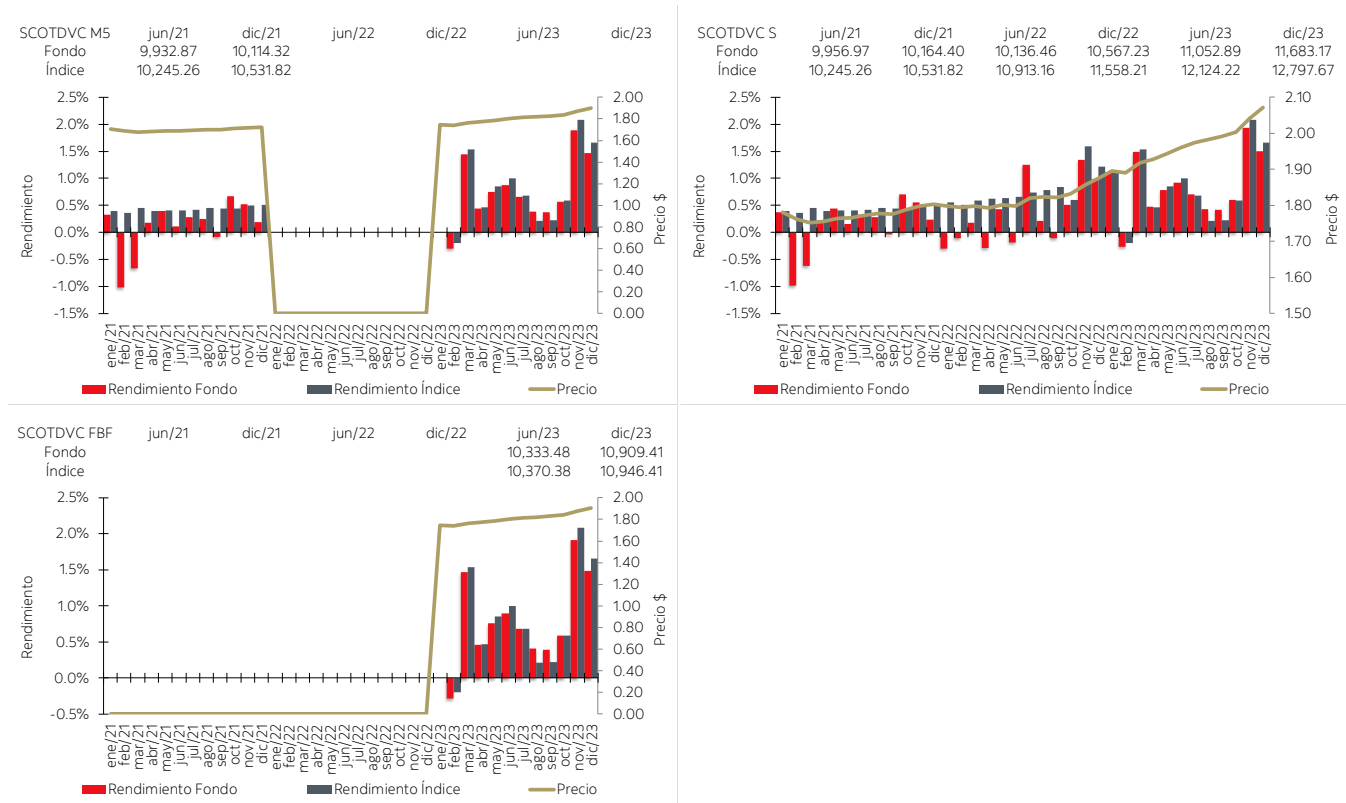 SCOTDVC M5 jun/21 dic/21 jun/22 dic/22 jun/23 dic/23
Fondo 9,932.87 10,114.32
Índice 10,245.26 10,531.82
2.5%
2.0%
1.5%
1.0%
0.5%
0.0%
-0.5%
-1.0%
-1.5%
Rendimiento
2.00
1.80
1.60
1.40
1.20
1.00
0.80
0.60
0.40
0.20
0.00
Precio $
ene/21 feb/21 mar/21 abr/21 may/21 jun/21 jul/21 ago/21 sep/21 oct/21 nov/21 dic/21 ene/22 feb/22 mar/22 abr/22 may/22 jun/22 jul/22 ago/22 sep/22 oct/22 nov/22 dic/22 ene/23 feb/23 mar/23 abr/23 may/23 jun/23 jul/23 ago/23 sep/23 oct/23 nov/23 dic/23
Rendimiento Fondo Rendimiento Índice Precio
SCOTDVC S jun/21 dic/21 jun/22 dic/22 jun/23 dic/23
Fondo 9,956.97 10,164.40 10,136.46 10,567.23 11,052.89 11,683.17
Índice 10,245.26 10,531.82 10,913.16 11,558.21 12,124.22 12,797.67
2.5%
2.0%
1.5%
1.0%
0.5%
0.0%
-0.5%
-1.0%
-1.5%
Rendimiento
2.10
2.00
1.90
1.80
1.70
1.60
1.50
Precio $
ene/21 feb/21 mar/21 abr/21 may/21 jun/21 jul/21 ago/21 sep/21 oct/21 nov/21 dic/21 ene/22 feb/22 mar/22 abr/22 may/22 jun/22 jul/22 ago/22 sep/22 oct/22 nov/22 dic/22 ene/23 feb/23 mar/23 abr/23 may/23 jun/23 jul/23 ago/23 sep/23 oct/23 nov/23 dic/23
Rendimiento Fondo Rendimiento Índice Precio
SCOTDVC FBF jun/21 dic/21 jun/22 dic/22 jun/23 dic/23
Fondo 10,333.48 10,909.41
Índice 10,370.38 10,946.41
2.5%
2.0%
1.5%
1.0%
0.5%
0.0%
-0.5%
Rendimiento
2.00
1.80
1.60
1.40
1.20
1.00
0.80
0.60
0.40
0.20
0.00
Precio $
ene/21 feb/21 mar/21 abr/21 may/21 jun/21 jul/21 ago/21 sep/21 oct/21 nov/21 dic/21 ene/22 feb/22 mar/22 abr/22 may/22 jun/22 jul/22 ago/22 sep/22 oct/22 nov/22 dic/22 ene/23 feb/23 mar/23 abr/23 may/23 jun/23 jul/23 ago/23 sep/23 oct/23 nov/23 dic/23
Rendimiento Fondo Rendimiento Índice Precio